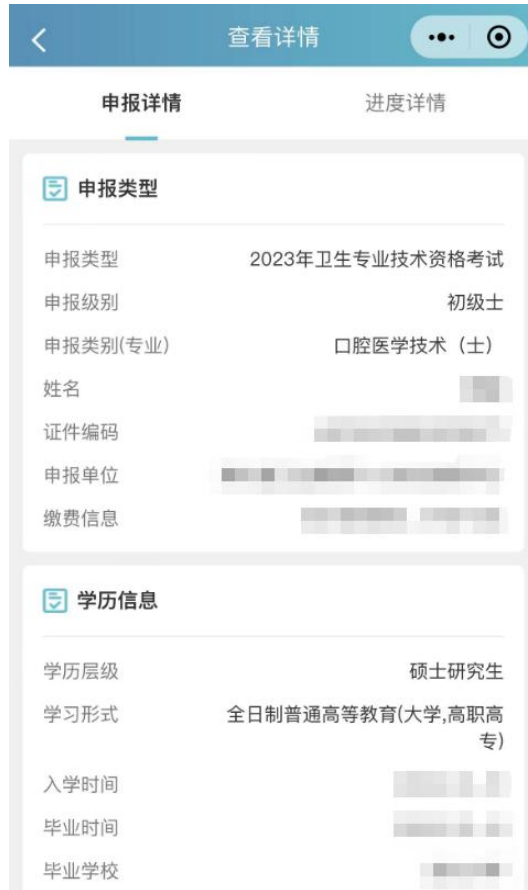 查看详情
申报详情
进度详情
申报类型
申报类型
2023年卫生专业技术资格考试
申报级别
初级士
申报类别(专业)
口腔医学技术（士）
姓名
证件编码
申报单位
缴费信息
学历信息
学历层级
硕士研究生
学习形式
全日制普通高等教育(大学,高职高
专)
入学时间
毕业时间
毕业学校